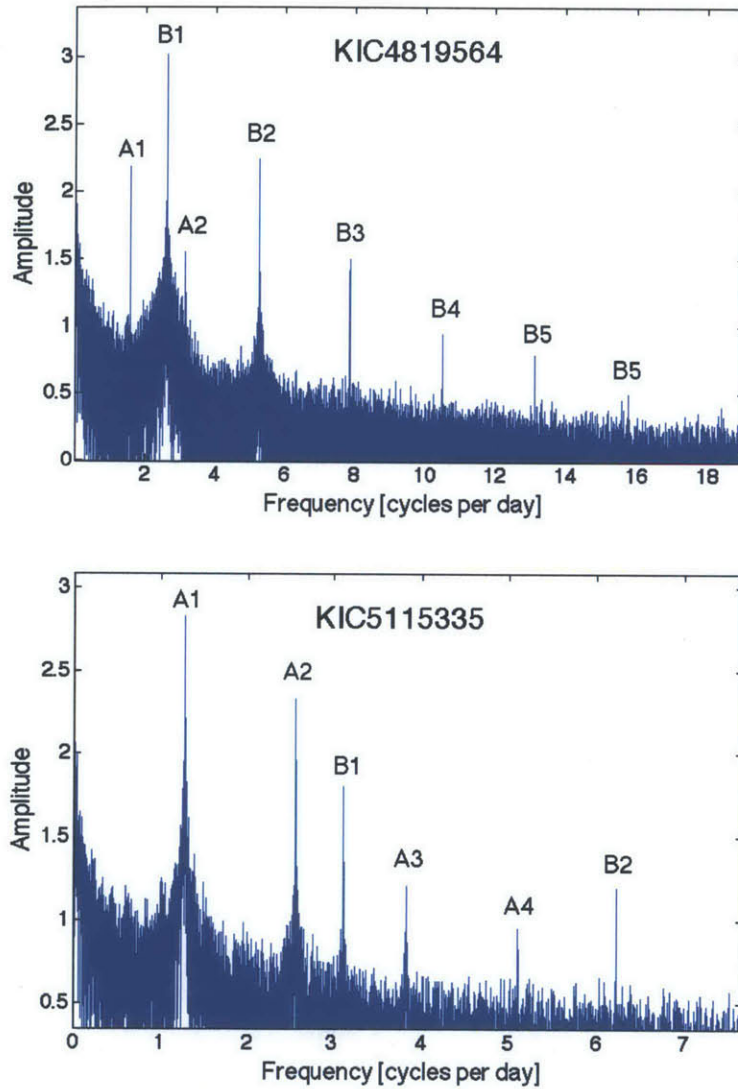 KIC4819564
3
2.5
2
1.5
1
0.5
0
Amplitude
A1
B1
A2
B2
B3
B4
B5
B5
2 4 6 8 10 12 14 16 18
Frequency [cycles per day]
KIC5115335
3
2.5
2
1.5
1
0.5
Amplitude
A1
A2
B1
A3
A4
B2
0 1 2 3 4 5 6 7
Frequency [cycles per day]